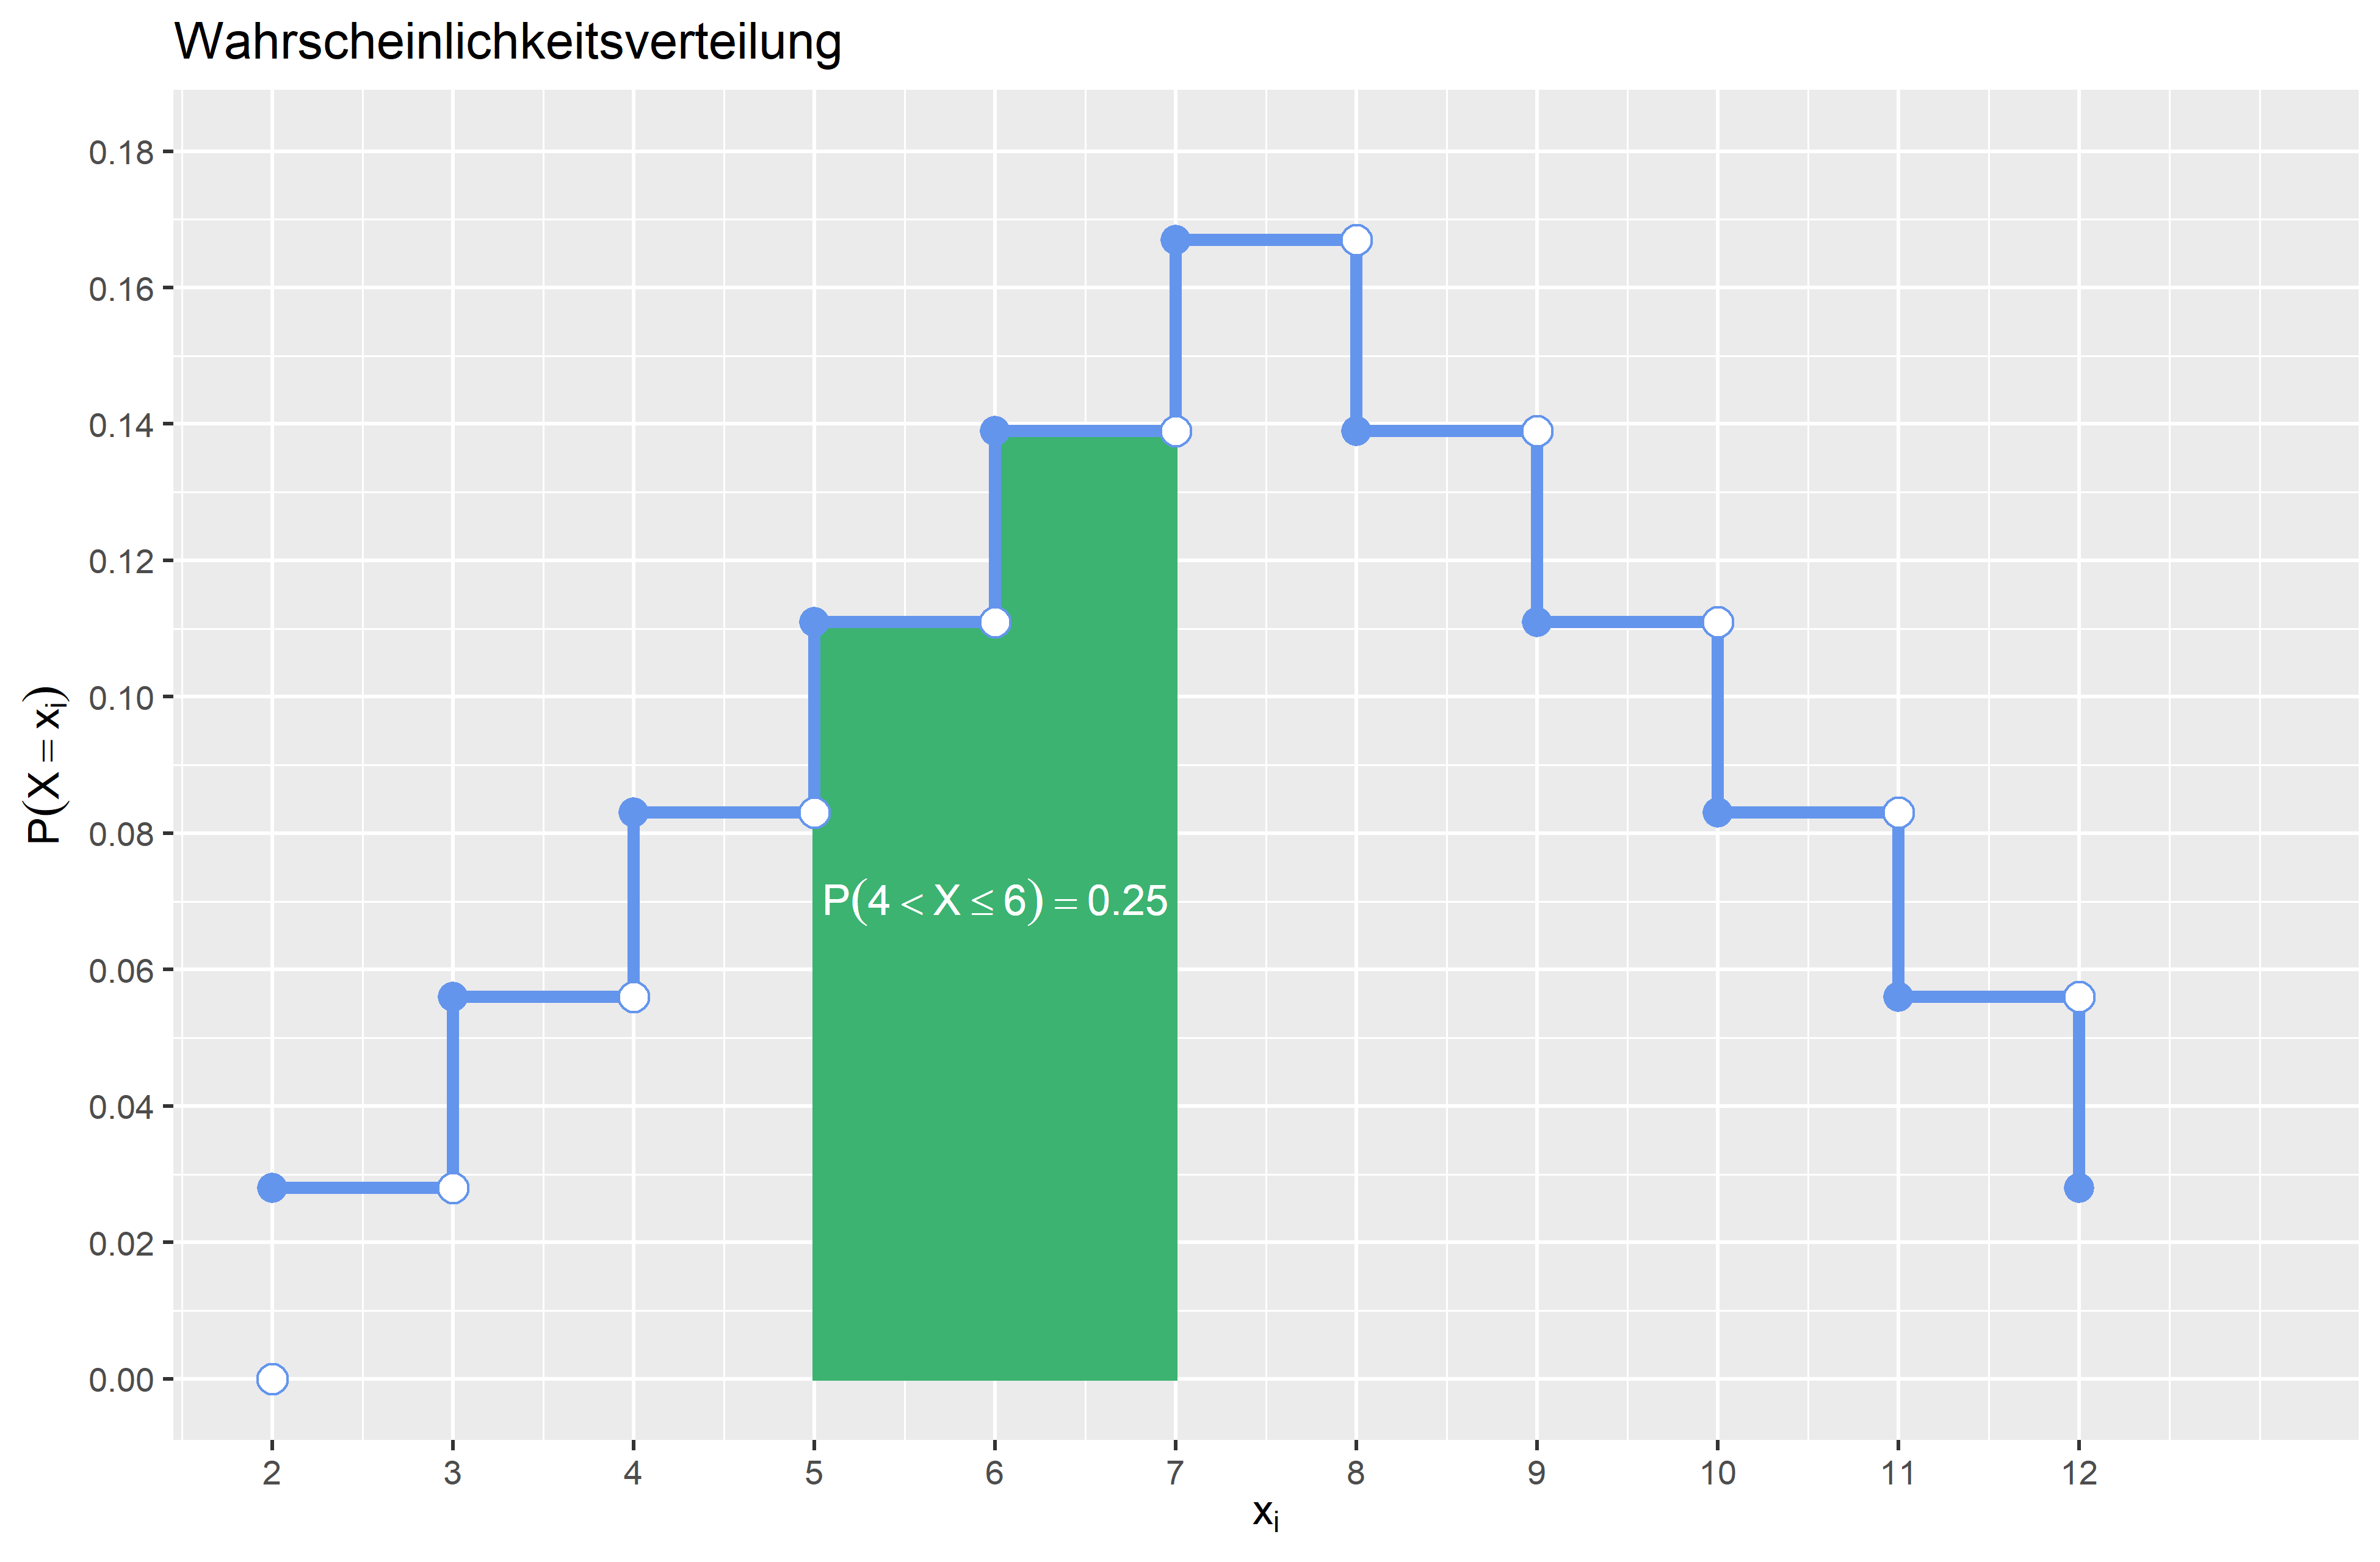 Wahrscheinlichkeitsverteilung
0.18
0.16
0.14
0.12
0.10
0.08
0.06
0.04
0.02
0.00
P(X = xᵢ)
P(4 < X ≤ 6) = 0.25
2 3 4 5 6 7 8 9 10 11 12
xᵢ